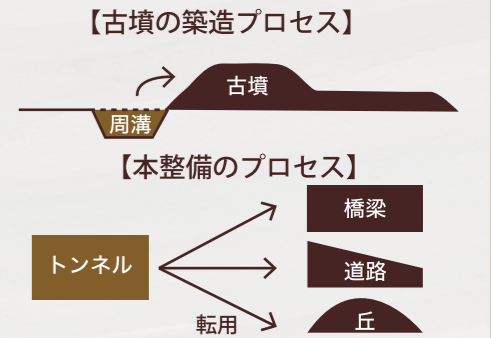 【古墳の築造プロセス】
古墳
周溝
【本整備のプロセス】
橋梁
トンネル
道路
転用
丘